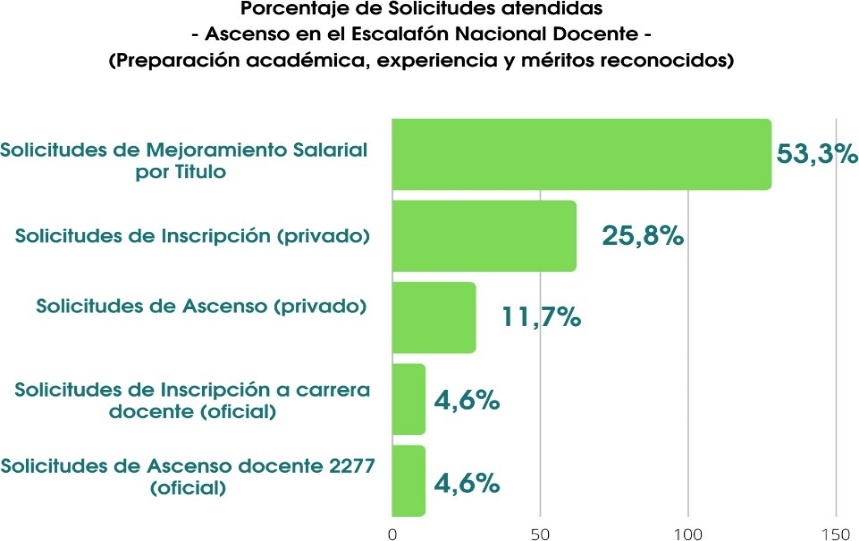 Porcentaje de Solicitudes atendidas
- Ascenso en el Escalafón Nacional Docente -
(Preparación académica, experiencia y méritos reconocidos)
Solicitudes de Mejoramiento Salarial
por Titulo
53,3%
Solicitudes de Inscripción (privado)
25,8%
Solicitudes de Ascenso (privado)
11,7%
Solicitudes de Inscripción a carrera
docente (oficial)
4,6%
Solicitudes de Ascenso docente 2277
(oficial)
4,6%
0 50 100 150